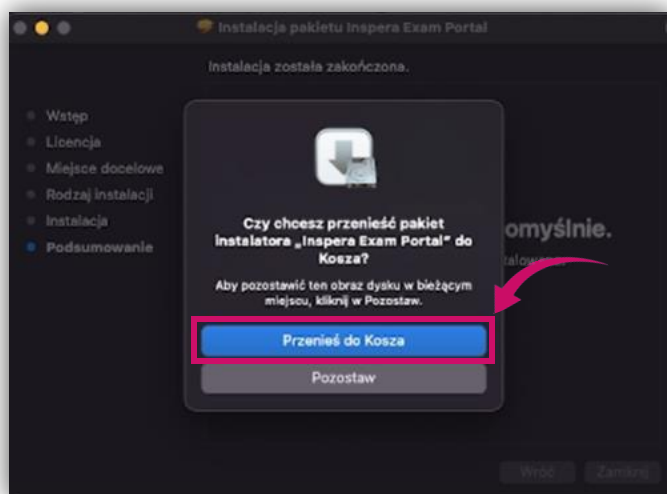 Instalacja pakietu Inspera Exam Portal
Instalacja została zakończona.
Wstęp
Licencja
Miejsce docelowe
Rodzaj instalacji
Instalacja
Podsumowanie
omyślnie.
Czy chcesz przenieść pakiet
instalatora „Inspera Exam Portal” do
Kosza?
Aby pozostawić ten obraz dysku w bieżącym
miejscu, kliknij w Pozostaw.
Przenieś do Kosza
Pozostaw
Wróć
Zamknij